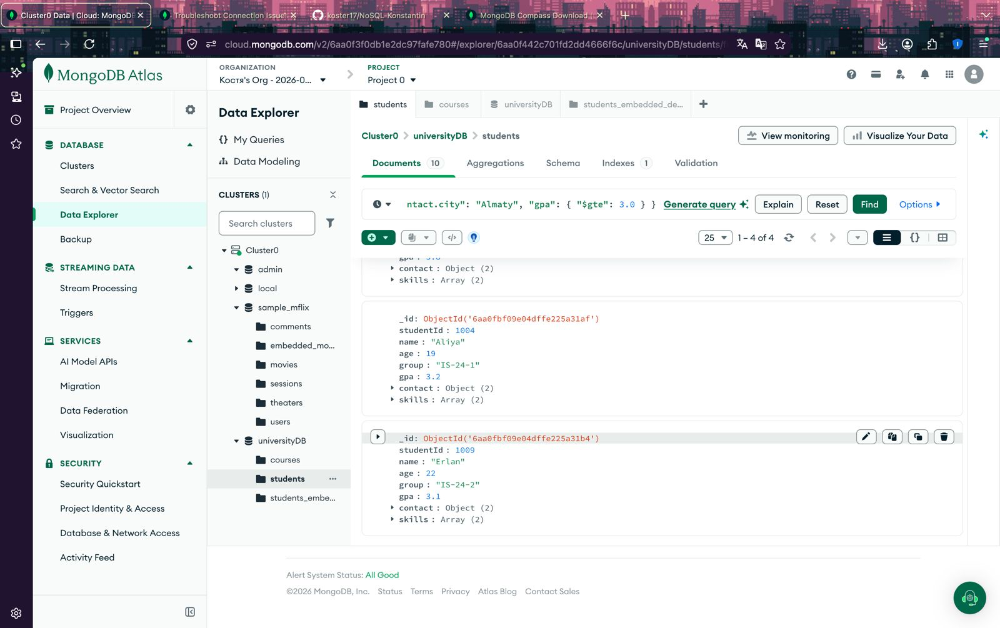 Cluster0 Data | Cloud: MongoDB
Troubleshoot Connection Issue
koster17/NoSQL-Konstantin
MongoDB Compass Download (
cloud.mongodb.com/v2/6aa0f3f0db1e2dc97fafe780#/explorer/6aa0f442c701fd2dd4666f6c/universityDB/students/f
MongoDB Atlas
ORGANIZATION
Костя's Org - 2026-0...
PROJECT
Project 0
Project Overview
DATABASE
Clusters
Search & Vector Search
Data Explorer
Backup
STREAMING DATA
Stream Processing
Triggers
SERVICES
AI Model APIs
Migration
Data Federation
Visualization
SECURITY
Security Quickstart
Project Identity & Access
Database & Network Access
Activity Feed
Data Explorer
My Queries
Data Modeling
CLUSTERS (1)
Search clusters
Cluster0
admin
local
sample_mflix
comments
embedded_mo...
movies
sessions
theaters
users
universityDB
courses
students
students_embe...
students
courses
universityDB
students_embedded_de...
Cluster0 > universityDB > students
View monitoring
Visualize Your Data
Documents 10
Aggregations
Schema
Indexes 1
Validation
ntact.city": "Almaty", "gpa": { "$gte": 3.0 } }
Generate query
Explain
Reset
Find
Options
25
1 – 4 of 4
contact : Object (2)
skills : Array (2)
_id: ObjectId('6aa0fbf09e04dffe225a31af')
studentId : 1004
name : "Aliya"
age : 19
group : "IS-24-1"
gpa : 3.2
contact : Object (2)
skills : Array (2)
_id: ObjectId('6aa0fbf09e04dffe225a31b4')
studentId : 1009
name : "Erlan"
age : 22
group : "IS-24-2"
gpa : 3.1
contact : Object (2)
skills : Array (2)
Alert System Status: All Good
©2026 MongoDB, Inc. Status Terms Privacy Atlas Blog Contact Sales